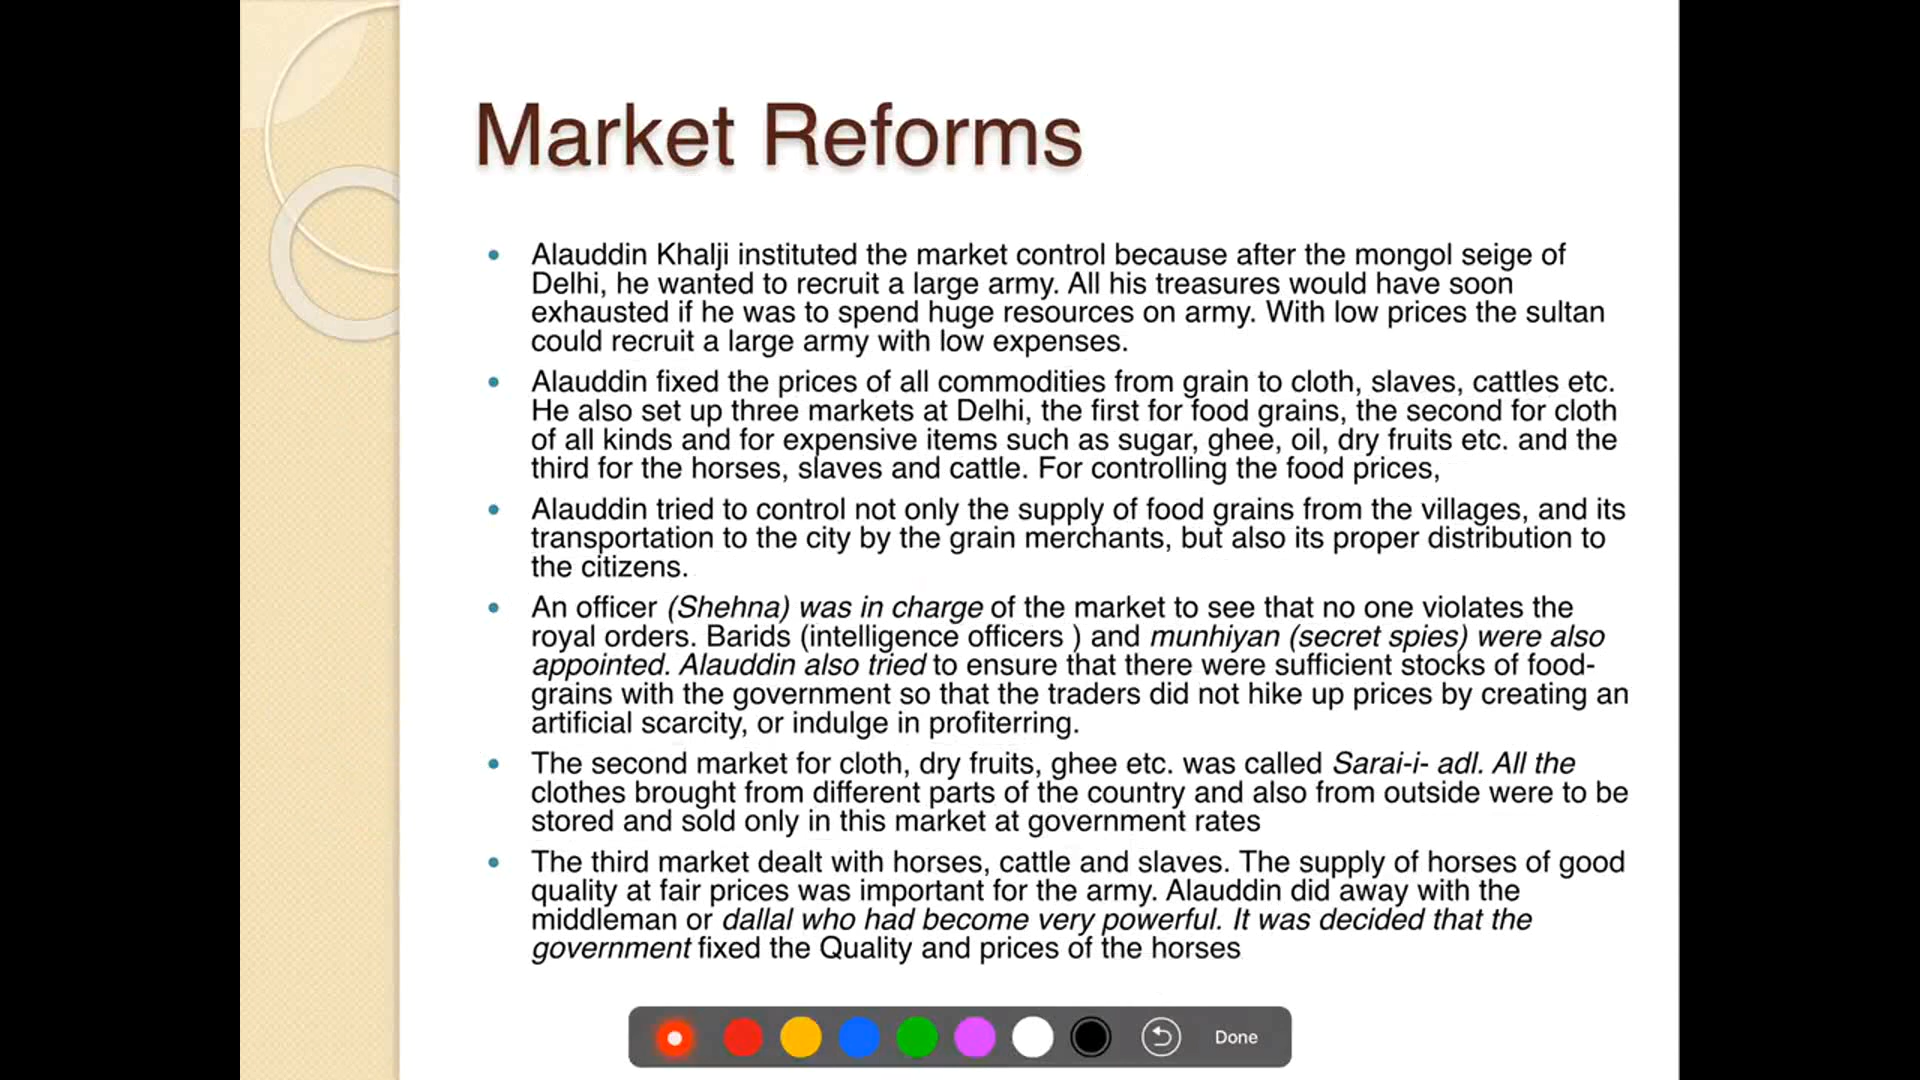 Market Reforms
• Alauddin Khalji instituted the market control because after the mongol seige of
Delhi, he wanted to recruit a large army. All his treasures would have soon
exhausted if he was to spend huge resources on army. With low prices the sultan
could recruit a large army with low expenses.
• Alauddin fixed the prices of all commodities from grain to cloth, slaves, cattles etc.
He also set up three markets at Delhi, the first for food grains, the second for cloth
of all kinds and for expensive items such as sugar, ghee, oil, dry fruits etc. and the
third for the horses, slaves and cattle. For controlling the food prices,
• Alauddin tried to control not only the supply of food grains from the villages, and its
transportation to the city by the grain merchants, but also its proper distribution to
the citizens.
• An officer (Shehna) was in charge of the market to see that no one violates the
royal orders. Barids (intelligence officers ) and munhiyan (secret spies) were also
appointed. Alauddin also tried to ensure that there were sufficient stocks of food-
grains with the government so that the traders did not hike up prices by creating an
artificial scarcity, or indulge in profiterring.
• The second market for cloth, dry fruits, ghee etc. was called Sarai-i- adl. All the
clothes brought from different parts of the country and also from outside were to be
stored and sold only in this market at government rates
• The third market dealt with horses, cattle and slaves. The supply of horses of good
quality at fair prices was important for the army. Alauddin did away with the
middleman or dallal who had become very powerful. It was decided that the
government fixed the Quality and prices of the horses
Done